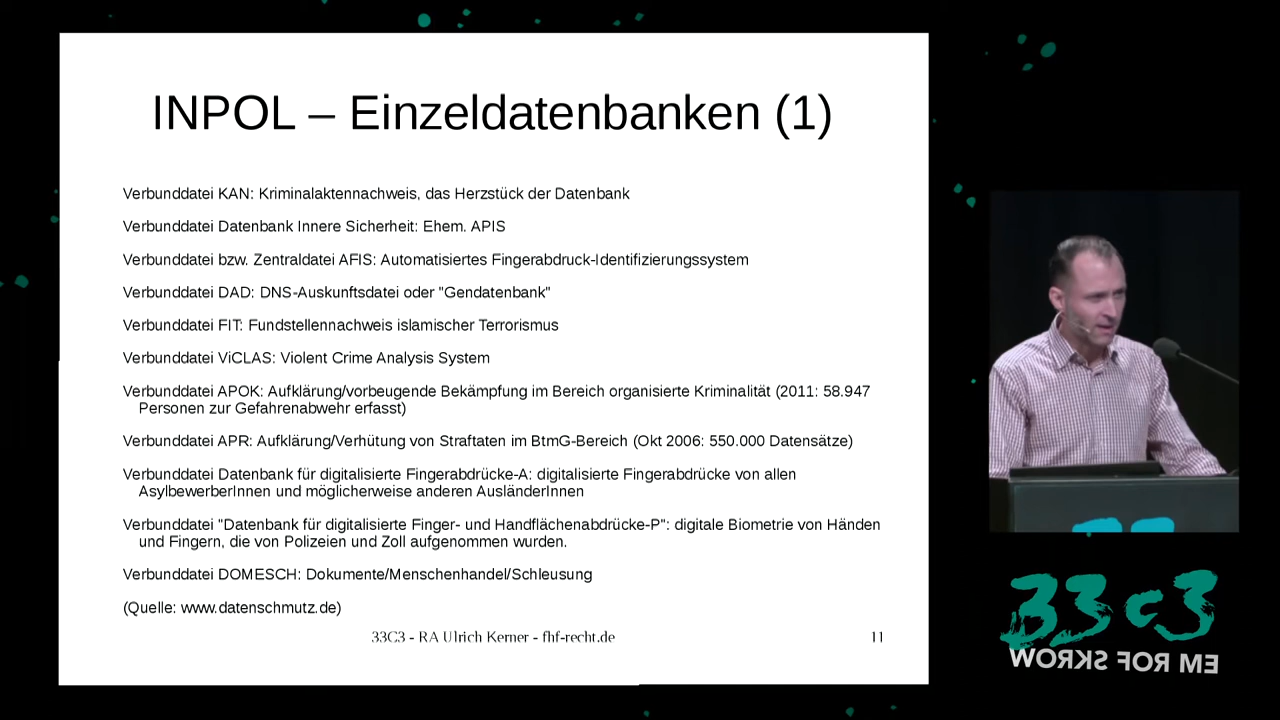 INPOL – Einzeldatenbanken (1)
Verbunddatei KAN: Kriminalaktennachweis, das Herzstück der Datenbank
Verbunddatei Datenbank Innere Sicherheit: Ehem. APIS
Verbunddatei bzw. Zentraldatei AFIS: Automatisiertes Fingerabdruck-Identifizierungssystem
Verbunddatei DAD: DNS-Auskunftsdatei oder "Gendatenbank"
Verbunddatei FIT: Fundstellennachweis islamischer Terrorismus
Verbunddatei ViCLAS: Violent Crime Analysis System
Verbunddatei APOK: Aufklärung/vorbeugende Bekämpfung im Bereich organisierte Kriminalität (2011: 58.947
Personen zur Gefahrenabwehr erfasst)
Verbunddatei APR: Aufklärung/Verhütung von Straftaten im BtmG-Bereich (Okt 2006: 550.000 Datensätze)
Verbunddatei Datenbank für digitalisierte Fingerabdrücke-A: digitalisierte Fingerabdrücke von allen
AsylbewerberInnen und möglicherweise anderen AusländerInnen
Verbunddatei "Datenbank für digitalisierte Finger- und Handflächenabdrücke-P": digitale Biometrie von Händen
und Fingern, die von Polizeien und Zoll aufgenommen wurden.
Verbunddatei DOMESCH: Dokumente/Menschenhandel/Schleusung
(Quelle: www.datenschmutz.de)
33C3 - RA Ulrich Kerner - fhf-recht.de
11
33c3
WORKS FOR ME